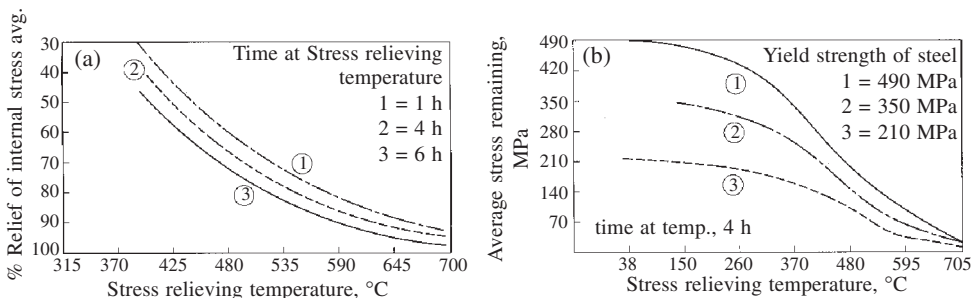 % Relief of internal stress avg.
30
40
50
60
70
80
90
100
(a)
Time at Stress relieving
temperature
1 = 1 h
2 = 4 h
3 = 6 h
2
1
3
315 370 425 480 535 590 645 700
Stress relieving temperature, °C
Average stress remaining,
MPa
490
420
350
280
210
140
70
(b)
Yield strength of steel
1 = 490 MPa
2 = 350 MPa
3 = 210 MPa
1
2
3
time at temp., 4 h
38 150 260 370 480 595 705
Stress relieving temperature, °C